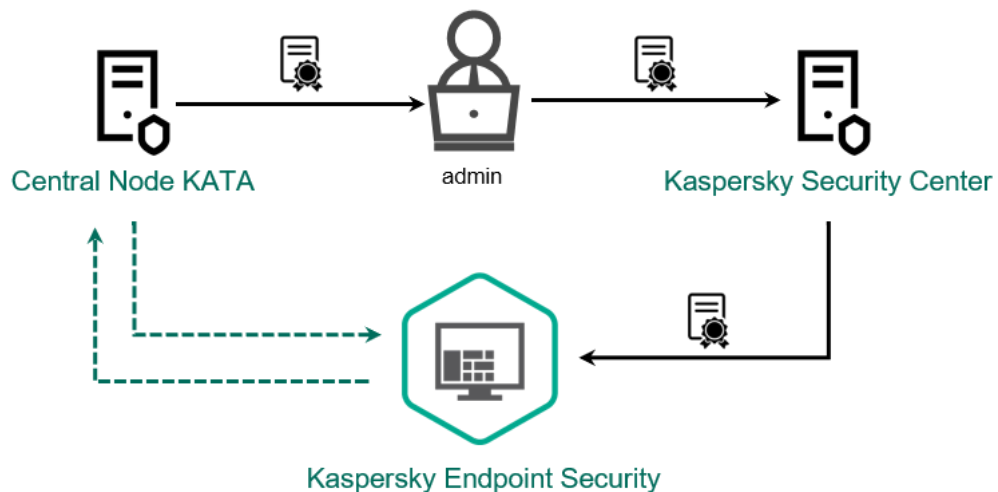 Central Node KATA
admin
Kaspersky Security Center
Kaspersky Endpoint Security